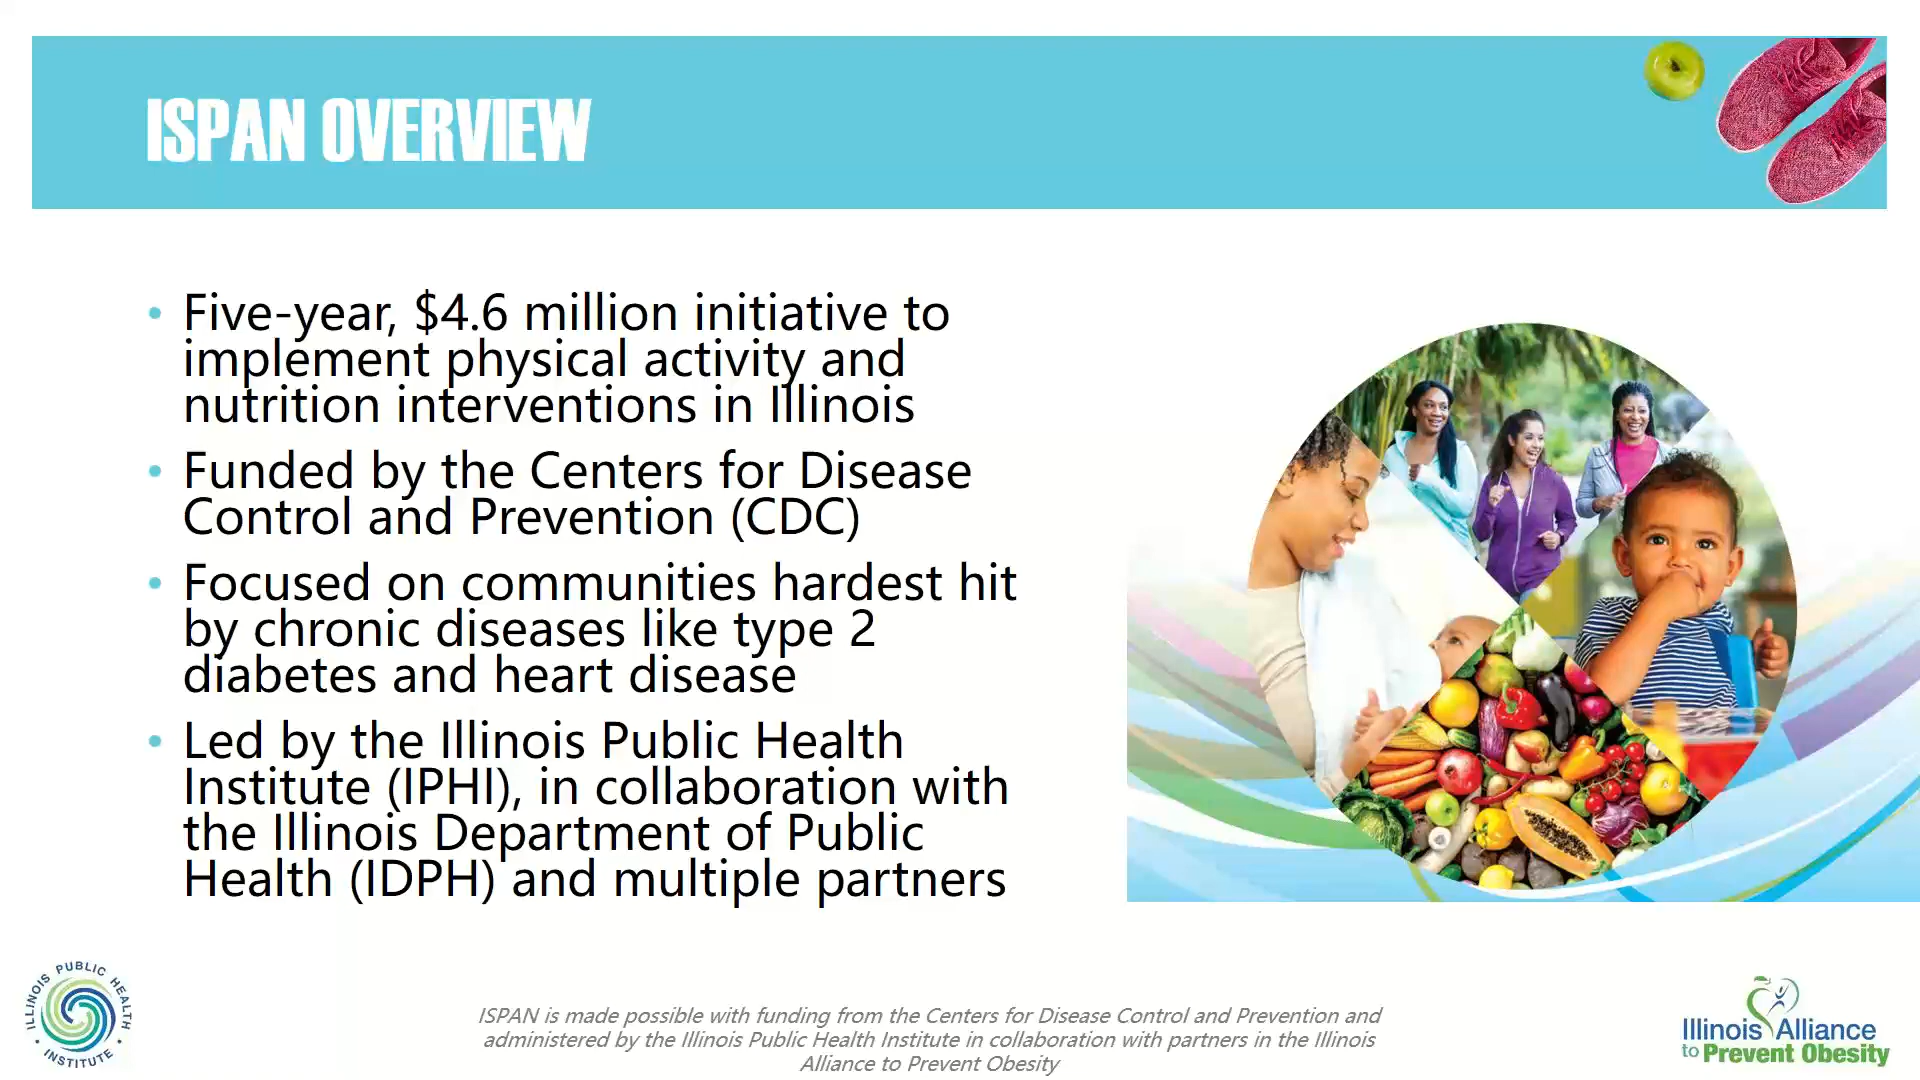 ISPAN OVERVIEW
• Five-year, $4.6 million initiative to
implement physical activity and
nutrition interventions in Illinois
• Funded by the Centers for Disease
Control and Prevention (CDC)
• Focused on communities hardest hit
by chronic diseases like type 2
diabetes and heart disease
• Led by the Illinois Public Health
Institute (IPHI), in collaboration with
the Illinois Department of Public
Health (IDPH) and multiple partners
ILLINOIS PUBLIC HEALTH
• INSTITUTE •
ISPAN is made possible with funding from the Centers for Disease Control and Prevention and
administered by the Illinois Public Health Institute in collaboration with partners in the Illinois
Alliance to Prevent Obesity
Illinois Alliance
to Prevent Obesity